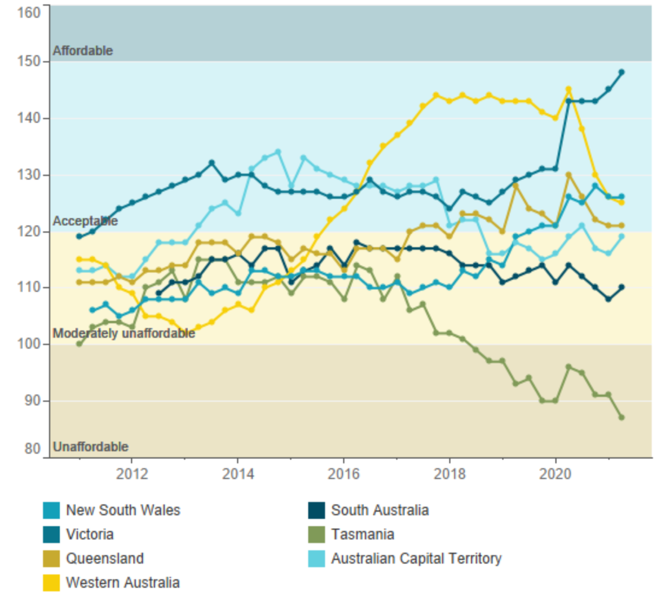 160
150
Affordable
140
130
Acceptable
120
110
Moderately unaffordable
100
90
80
Unaffordable
2012 2014 2016 2018 2020
New South Wales South Australia
Victoria Tasmania
Queensland Australian Capital Territory
Western Australia